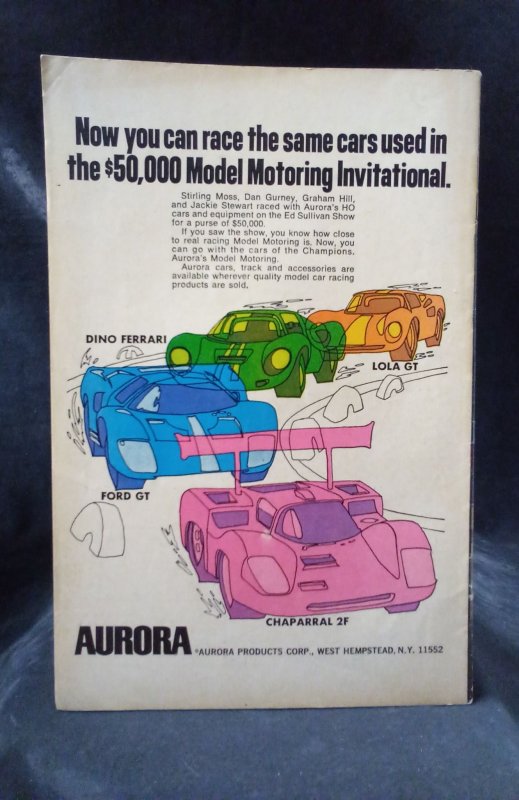 Now you can race the same cars used in
the $50,000 Model Motoring Invitational.
Stirling Moss, Dan Gurney, Graham Hill,
and Jackie Stewart raced with Aurora's HO
cars and equipment on the Ed Sullivan Show
for a purse of $50,000.
If you saw the show, you know how close
to real racing Model Motoring is. Now, you
can go with the cars of the Champions.
Aurora's Model Motoring.
Aurora cars, track and accessories are
available wherever quality model car racing
products are sold.
DINO FERRARI
LOLA GT
FORD GT
CHAPARRAL 2F
AURORA ©AURORA PRODUCTS CORP., WEST HEMPSTEAD, N.Y. 11552